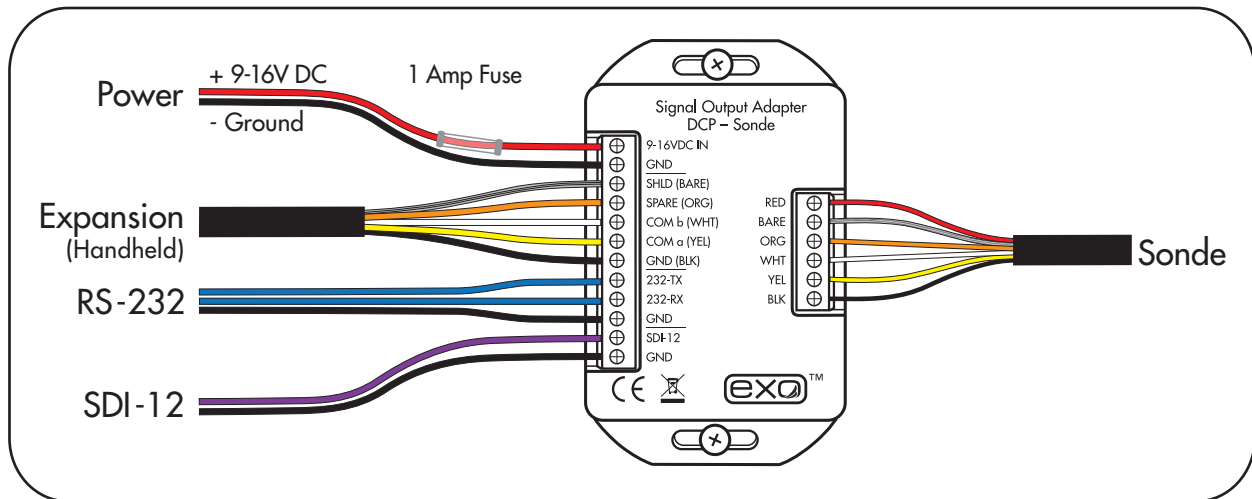 Power
+ 9-16V DC
- Ground
1 Amp Fuse
Expansion
(Handheld)
RS-232
SDI-12
Signal Output Adapter
DCP – Sonde
9-16VDC IN
GND
SHLD (BARE)
SPARE (ORG)
COM b (WHT)
COM a (YEL)
GND (BLK)
232-TX
232-RX
GND
SDI-12
GND
CE
exo™
RED
BARE
ORG
WHT
YEL
BLK
Sonde